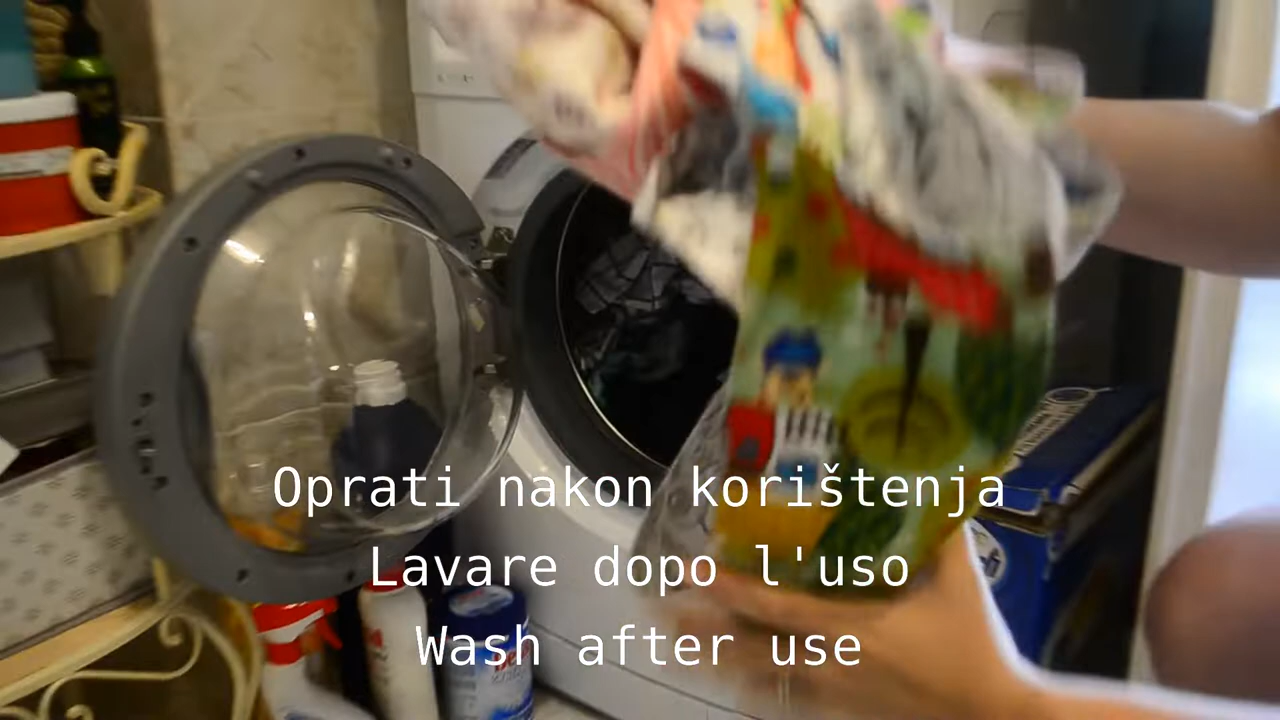 Oprati nakon korištenja
Lavare dopo l'uso
Wash after use